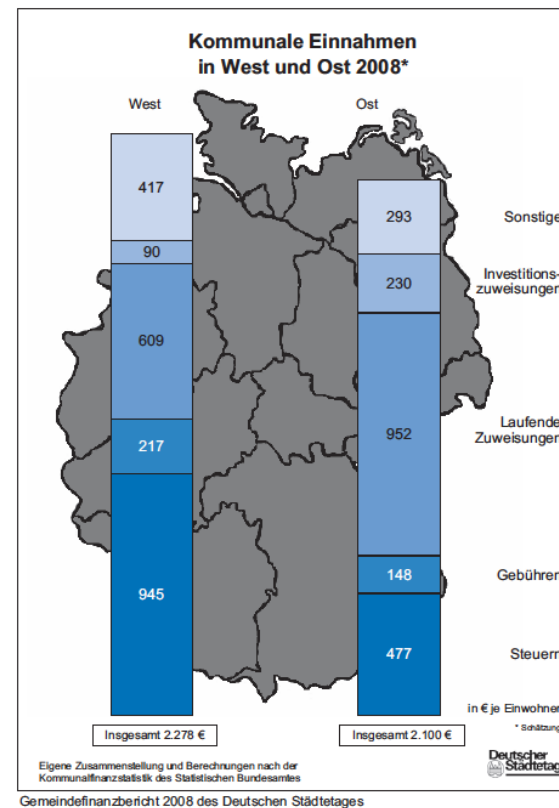 Kommunale Einnahmen
in West und Ost 2008*
West
Ost
417
90
609
217
945
293
230
952
148
477
Sonstige
Investitions-
zuweisungen
Laufende
Zuweisungen
Gebühren
Steuern
in € je Einwohner
* Schätzung
Insgesamt 2.278 €
Insgesamt 2.100 €
Eigene Zusammenstellung und Berechnungen nach der
Kommunalfinanzstatistik des Statistischen Bundesamtes
Deutscher
Städtetag
Gemeindefinanzbericht 2008 des Deutschen Städtetages